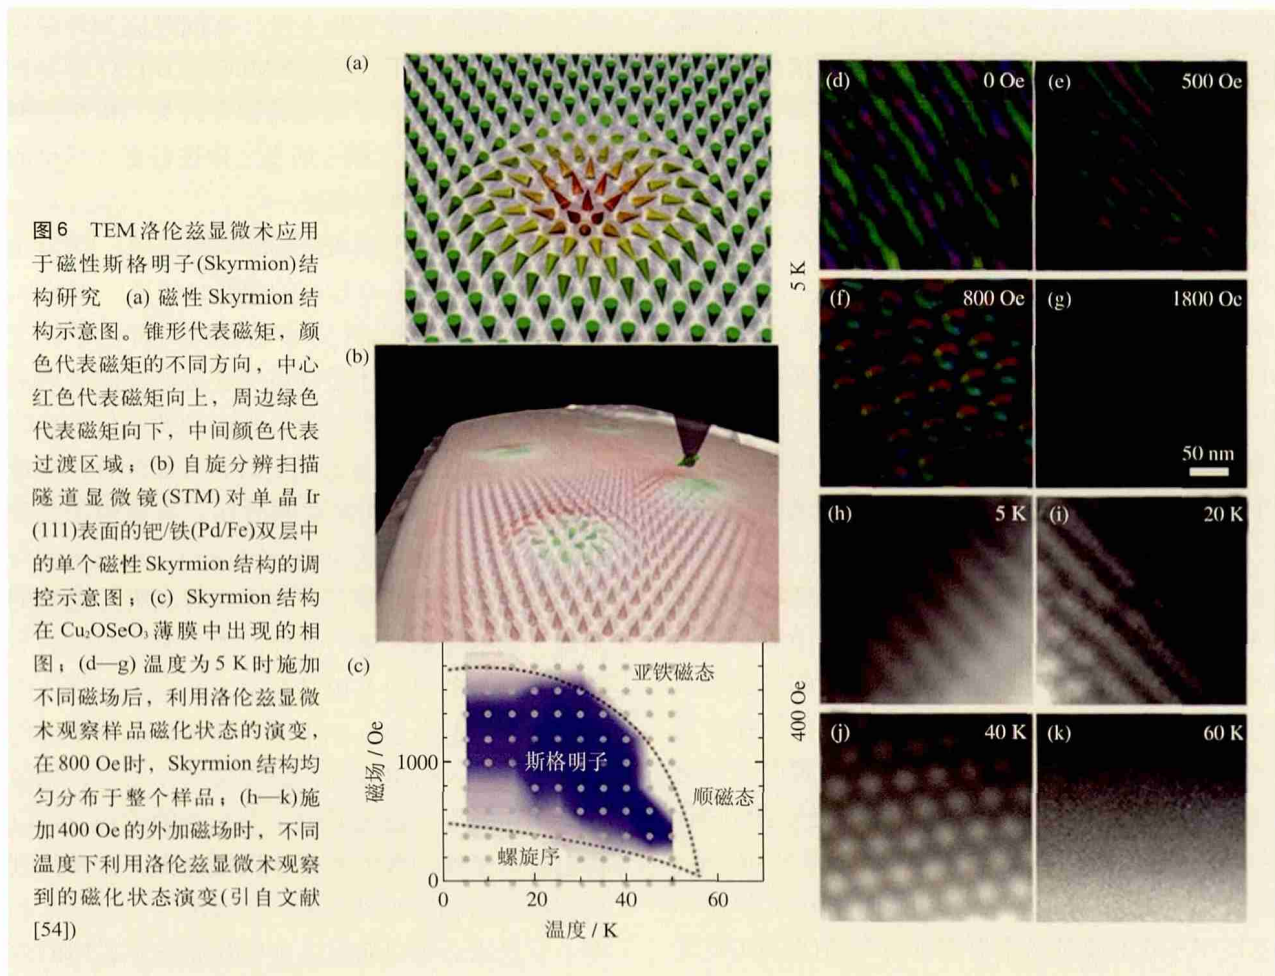 图6 TEM洛伦兹显微术应用
于磁性斯格明子(Skyrmion)结
构研究 (a) 磁性Skyrmion结
构示意图。锥形代表磁矩，颜
色代表磁矩的不同方向，中心
红色代表磁矩向上，周边绿色
代表磁矩向下，中间颜色代表
过渡区域；(b) 自旋分辨扫描
隧道显微镜(STM)对单晶Ir
(111)表面的钯/铁(Pd/Fe)双层中
的单个磁性Skyrmion结构的调
控示意图；(c) Skyrmion结构
在Cu₂OSeO₃薄膜中出现的相
图；(d—g) 温度为5 K时施加
不同磁场后，利用洛伦兹显微
术观察样品磁化状态的演变，
在800 Oe时，Skyrmion结构均
匀分布于整个样品；(h—k)施
加400 Oe的外加磁场时，不同
温度下利用洛伦兹显微术观察
到的磁化状态演变(引自文献
[54])
(a)
(b)
(c)
亚铁磁态
斯格明子
顺磁态
螺旋序
磁场 / Oe
1000
0
0 20 40 60
温度 / K
5 K
(d) 0 Oe
(e) 500 Oe
(f) 800 Oe
(g) 1800 Oe
50 nm
400 Oe
(h) 5 K
(i) 20 K
(j) 40 K
(k) 60 K